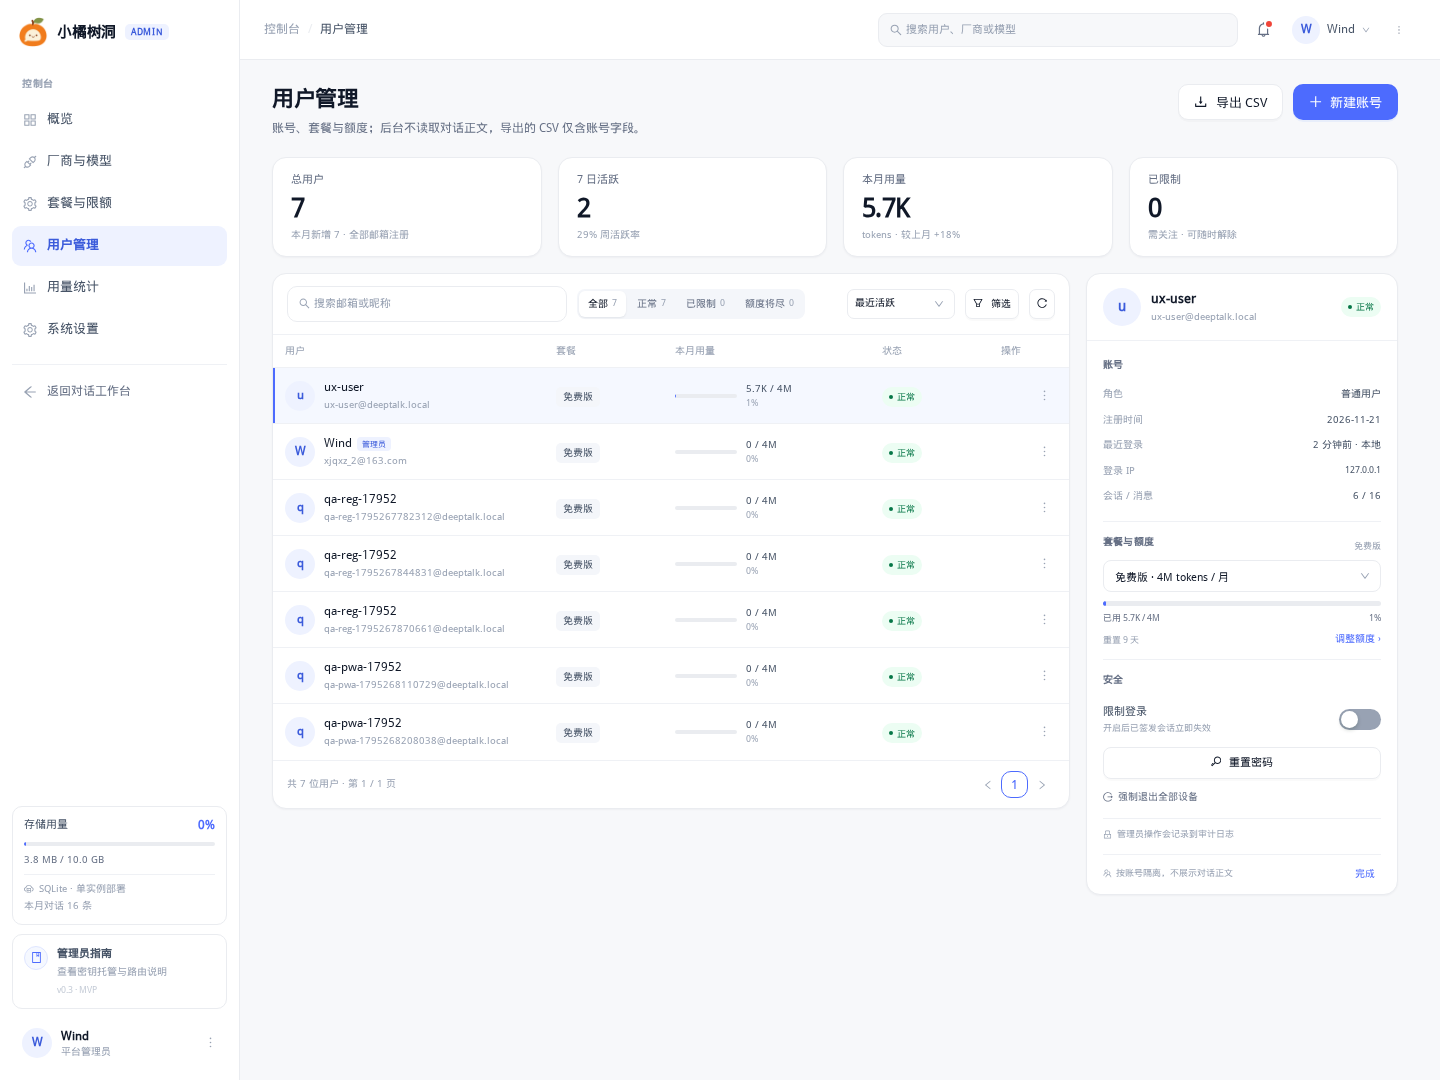 小橘树洞 ADMIN
控制台
概览
厂商与模型
套餐与限额
用户管理
用量统计
系统设置
返回对话工作台
存储用量 0%
3.8 MB / 10.0 GB
SQLite · 单实例部署
本月对话 16 条
管理员指南
查看密钥托管与路由说明
v0.3 · MVP
W Wind
平台管理员
控制台 / 用户管理
搜索用户、厂商或模型
W Wind
用户管理
账号、套餐与额度；后台不读取对话正文，导出的 CSV 仅含账号字段。
导出 CSV
新建账号
总用户
7
本月新增 7 · 全部邮箱注册
7 日活跃
2
29% 周活跃率
本月用量
5.7K
tokens · 较上月 +18%
已限制
0
需关注 · 可随时解除
搜索邮箱或昵称
全部 7 正常 7 已限制 0 额度将尽 0
最近活跃
筛选
用户 套餐 本月用量 状态 操作
u ux-user
ux-user@deeptalk.local
免费版
5.7K / 4M
1%
正常
W Wind 管理员
xjqxz_2@163.com
免费版
0 / 4M
0%
正常
q qa-reg-17952
qa-reg-1795267782312@deeptalk.local
免费版
0 / 4M
0%
正常
q qa-reg-17952
qa-reg-1795267844831@deeptalk.local
免费版
0 / 4M
0%
正常
q qa-reg-17952
qa-reg-1795267870661@deeptalk.local
免费版
0 / 4M
0%
正常
q qa-pwa-17952
qa-pwa-1795268110729@deeptalk.local
免费版
0 / 4M
0%
正常
q qa-pwa-17952
qa-pwa-1795268208038@deeptalk.local
免费版
0 / 4M
0%
正常
共 7 位用户 · 第 1 / 1 页
1
u ux-user
ux-user@deeptalk.local
正常
账号
角色 普通用户
注册时间 2026-11-21
最近登录 2 分钟前 · 本地
登录 IP 127.0.0.1
会话 / 消息 6 / 16
套餐与额度 免费版
免费版 · 4M tokens / 月
已用 5.7K / 4M 1%
重置 9 天 调整额度 ›
安全
限制登录
开启后已签发会话立即失效
重置密码
强制退出全部设备
管理员操作会记录到审计日志
按账号隔离，不展示对话正文 完成